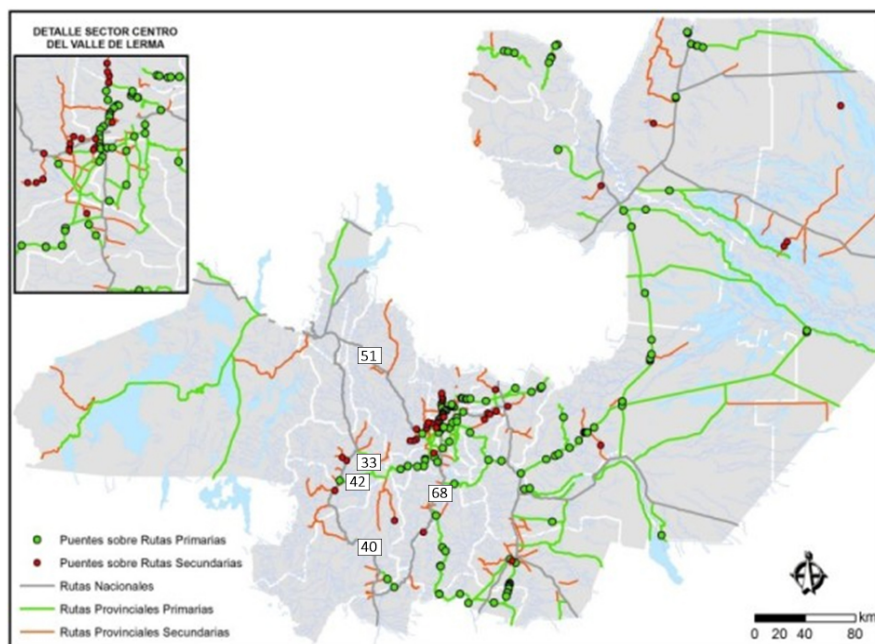 DETALLE SECTOR CENTRO
DEL VALLE DE LERMA
51
33
42
68
40
Puentes sobre Rutas Primarias
Puentes sobre Rutas Secundarias
Rutas Nacionales
Rutas Provinciales Primarias
Rutas Provinciales Secundarias
km
0 20 40 60 80